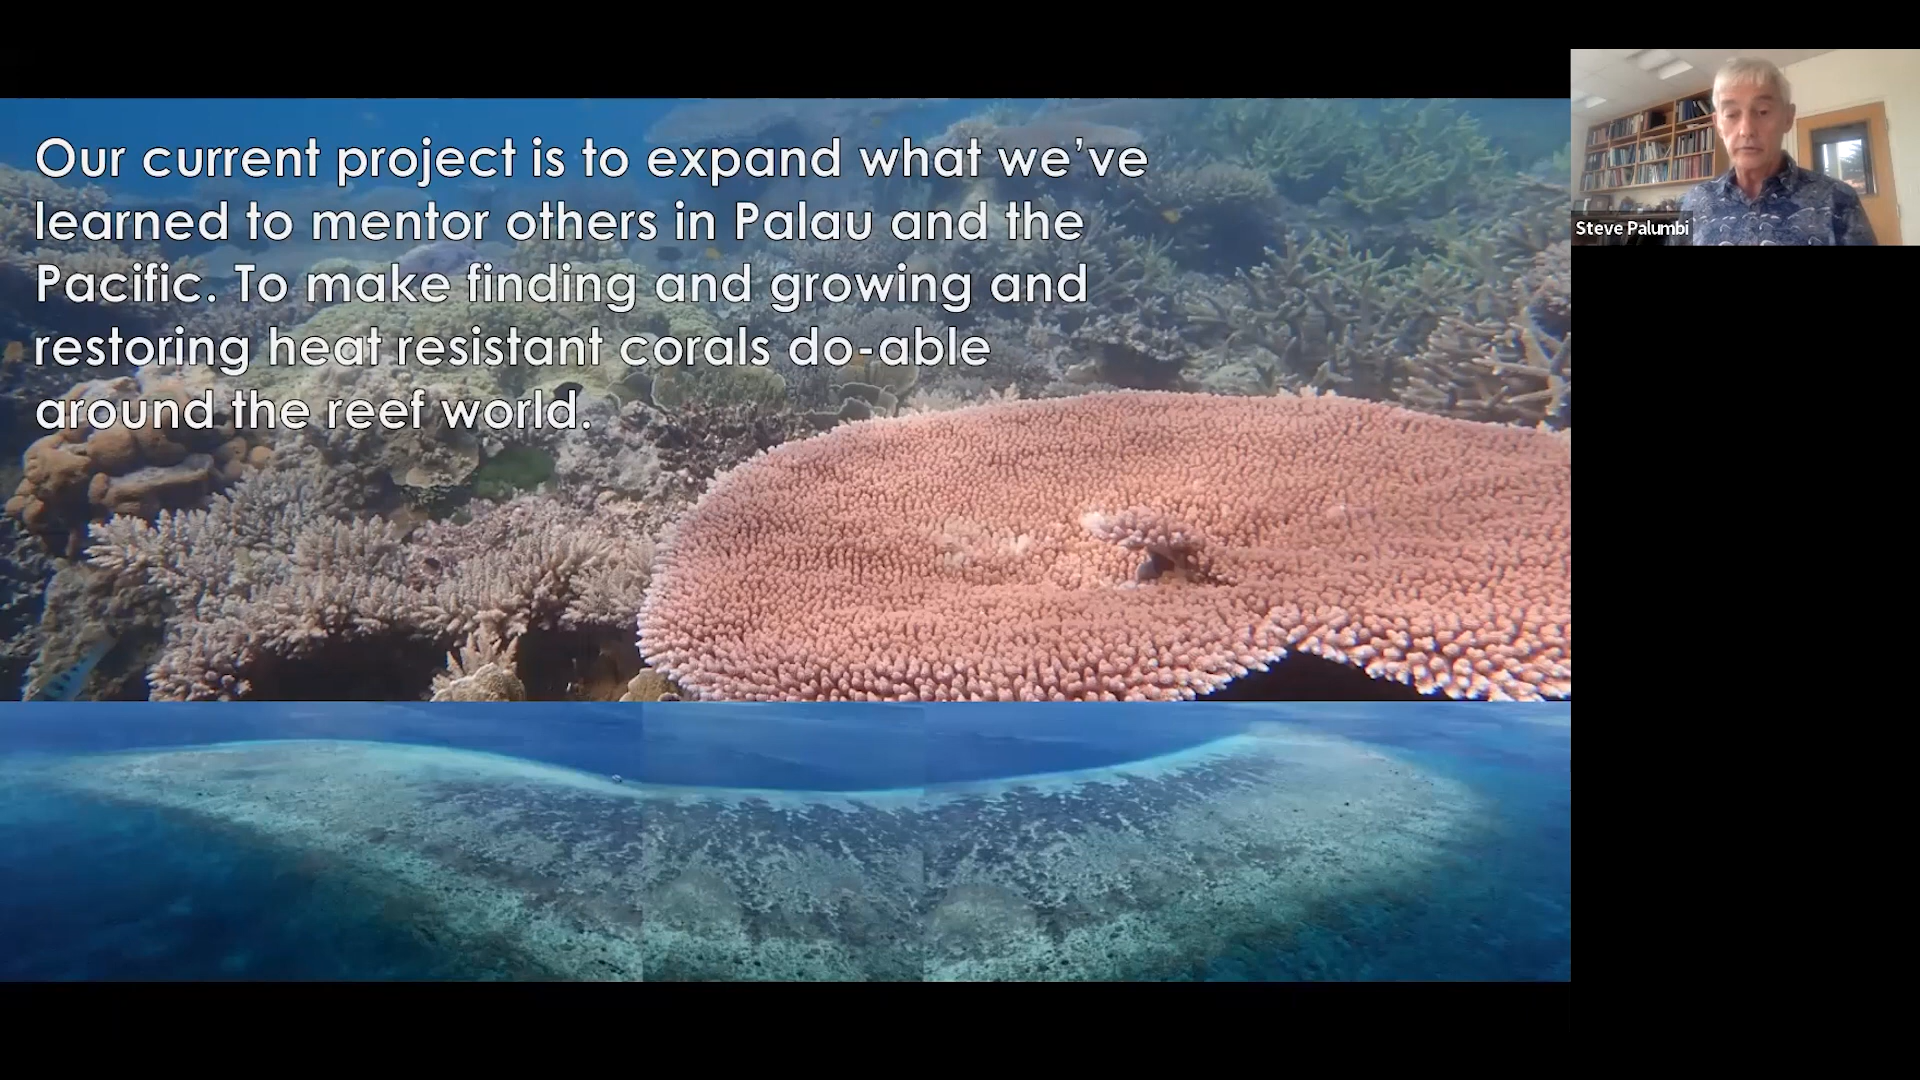 Our current project is to expand what we've
learned to mentor others in Palau and the
Pacific. To make finding and growing and
restoring heat resistant corals do-able
around the reef world.
Steve Palumbi